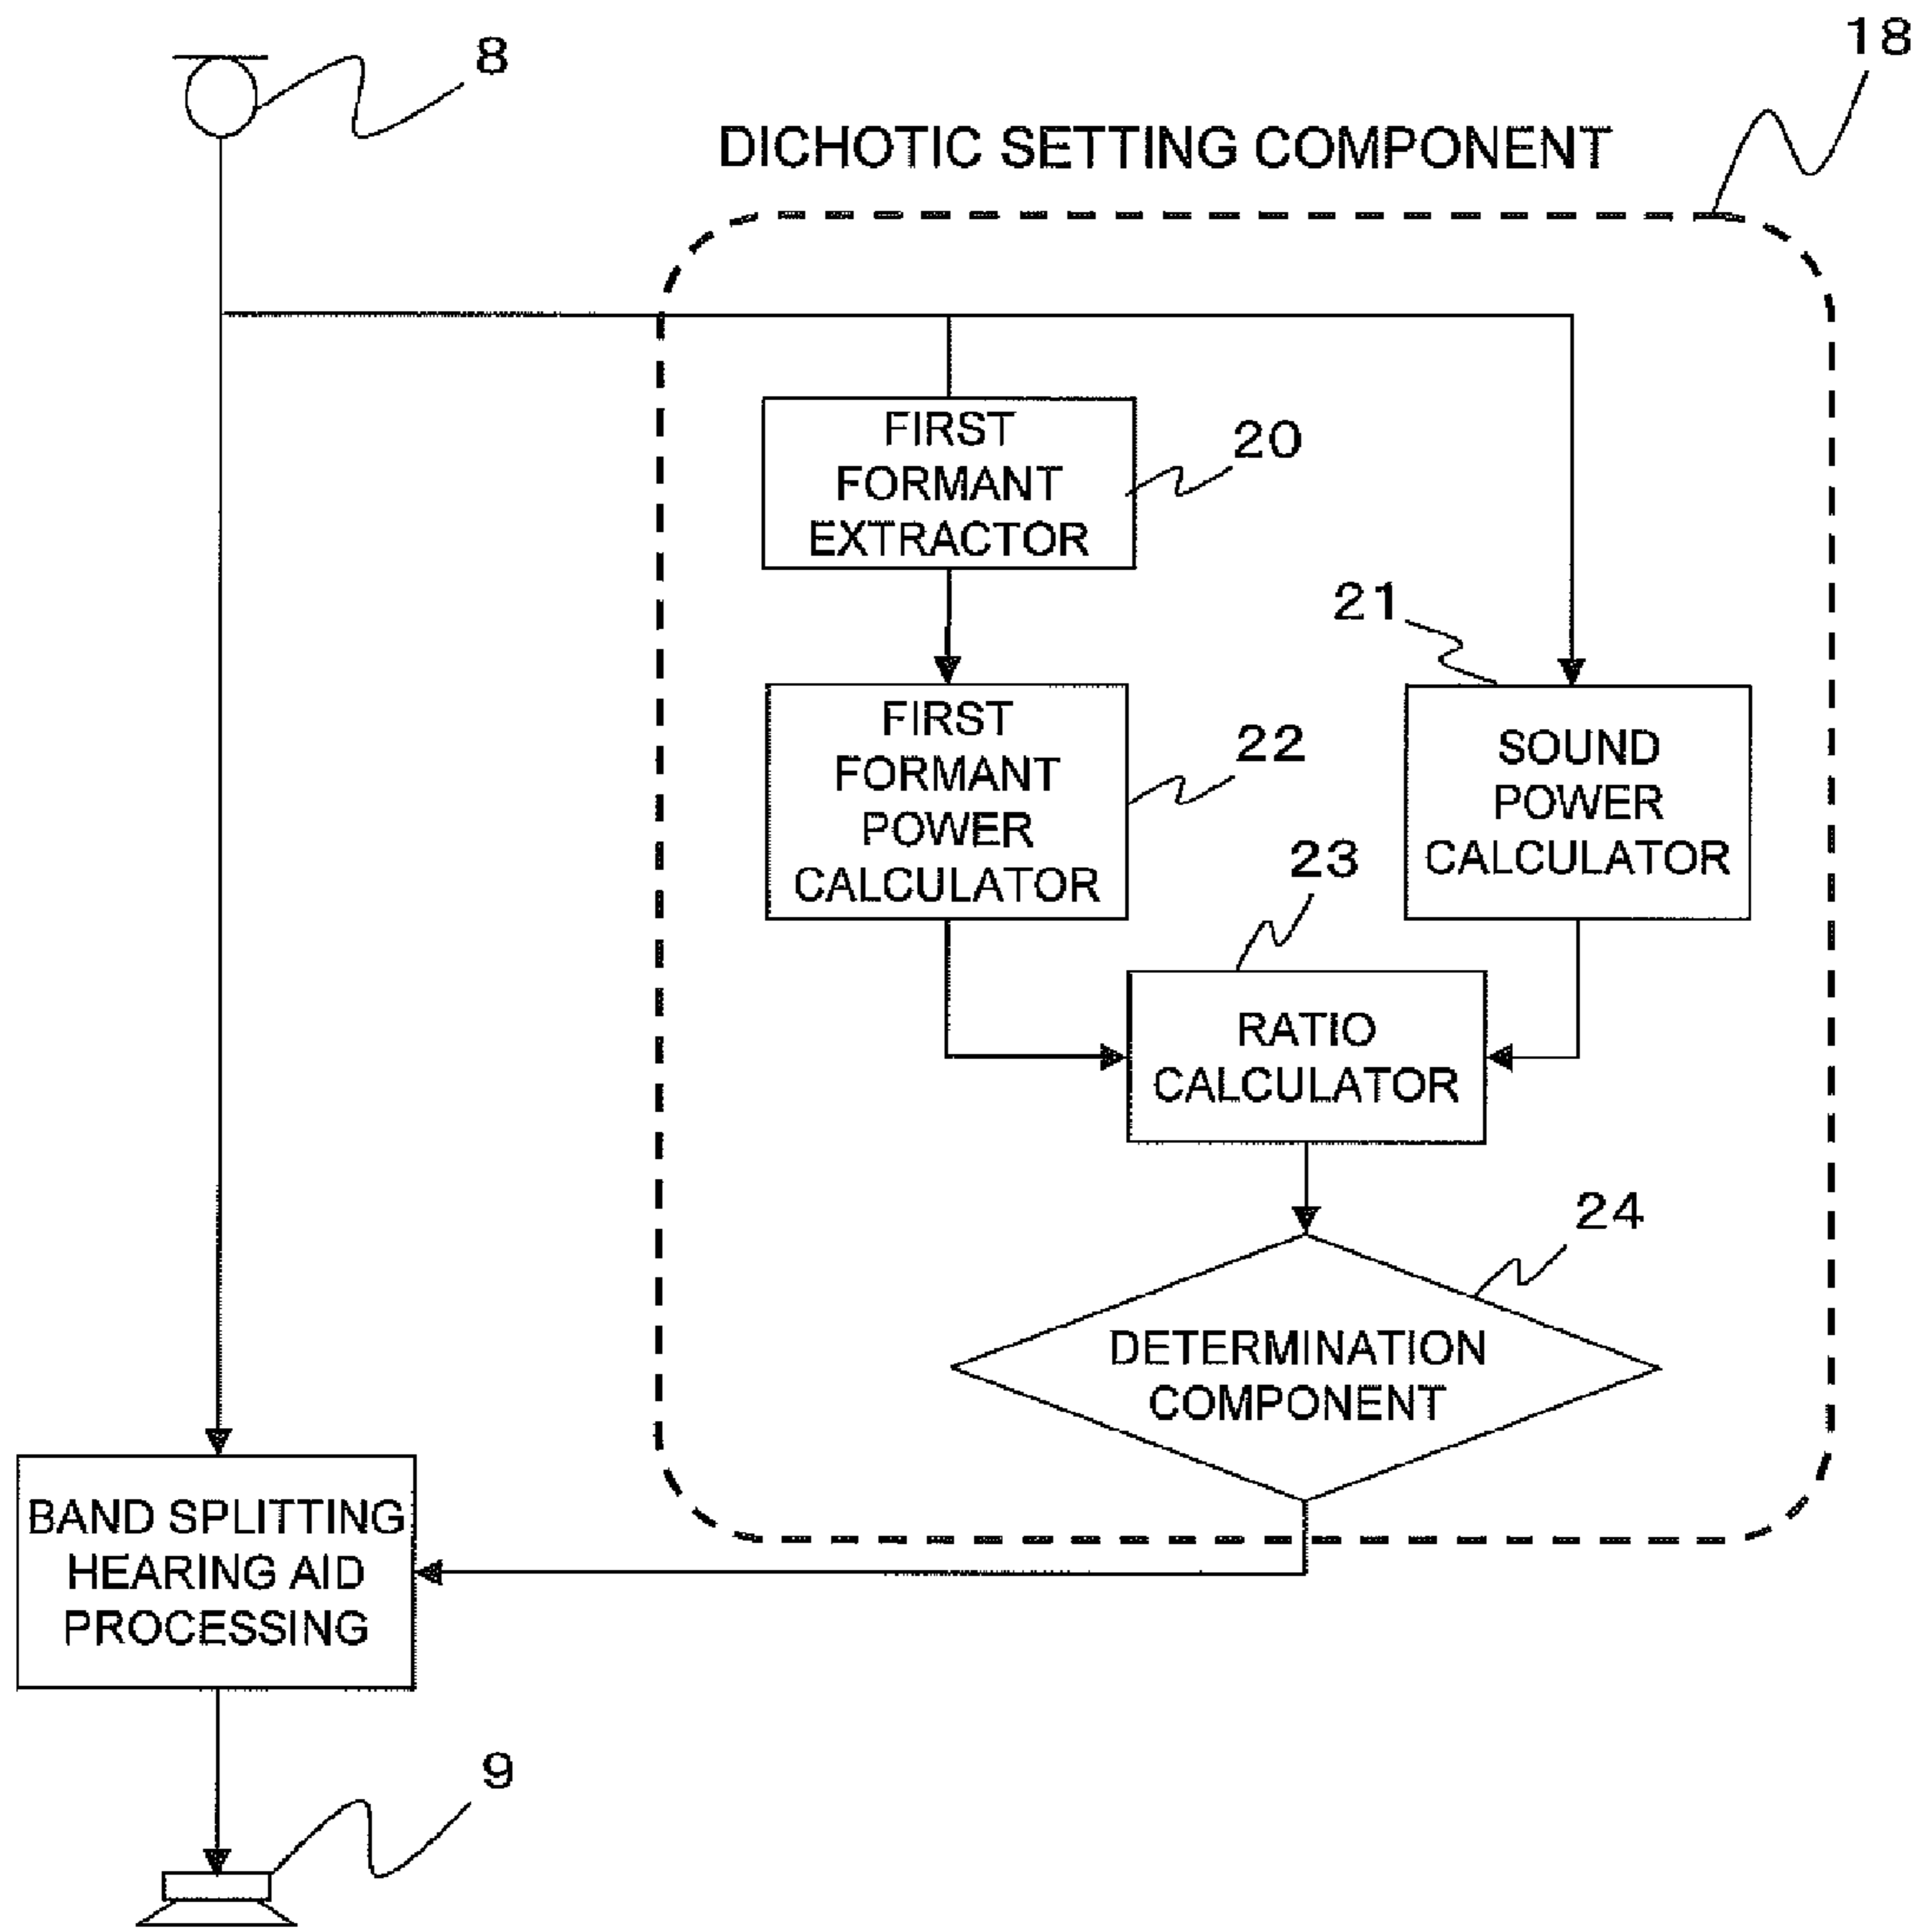 18
8
DICHOTIC SETTING COMPONENT
FIRST
FORMANT
EXTRACTOR
20
21
FIRST
FORMANT
POWER
CALCULATOR
22
SOUND
POWER
CALCULATOR
23
RATIO
CALCULATOR
24
DETERMINATION
COMPONENT
BAND SPLITTING
HEARING AID
PROCESSING
9